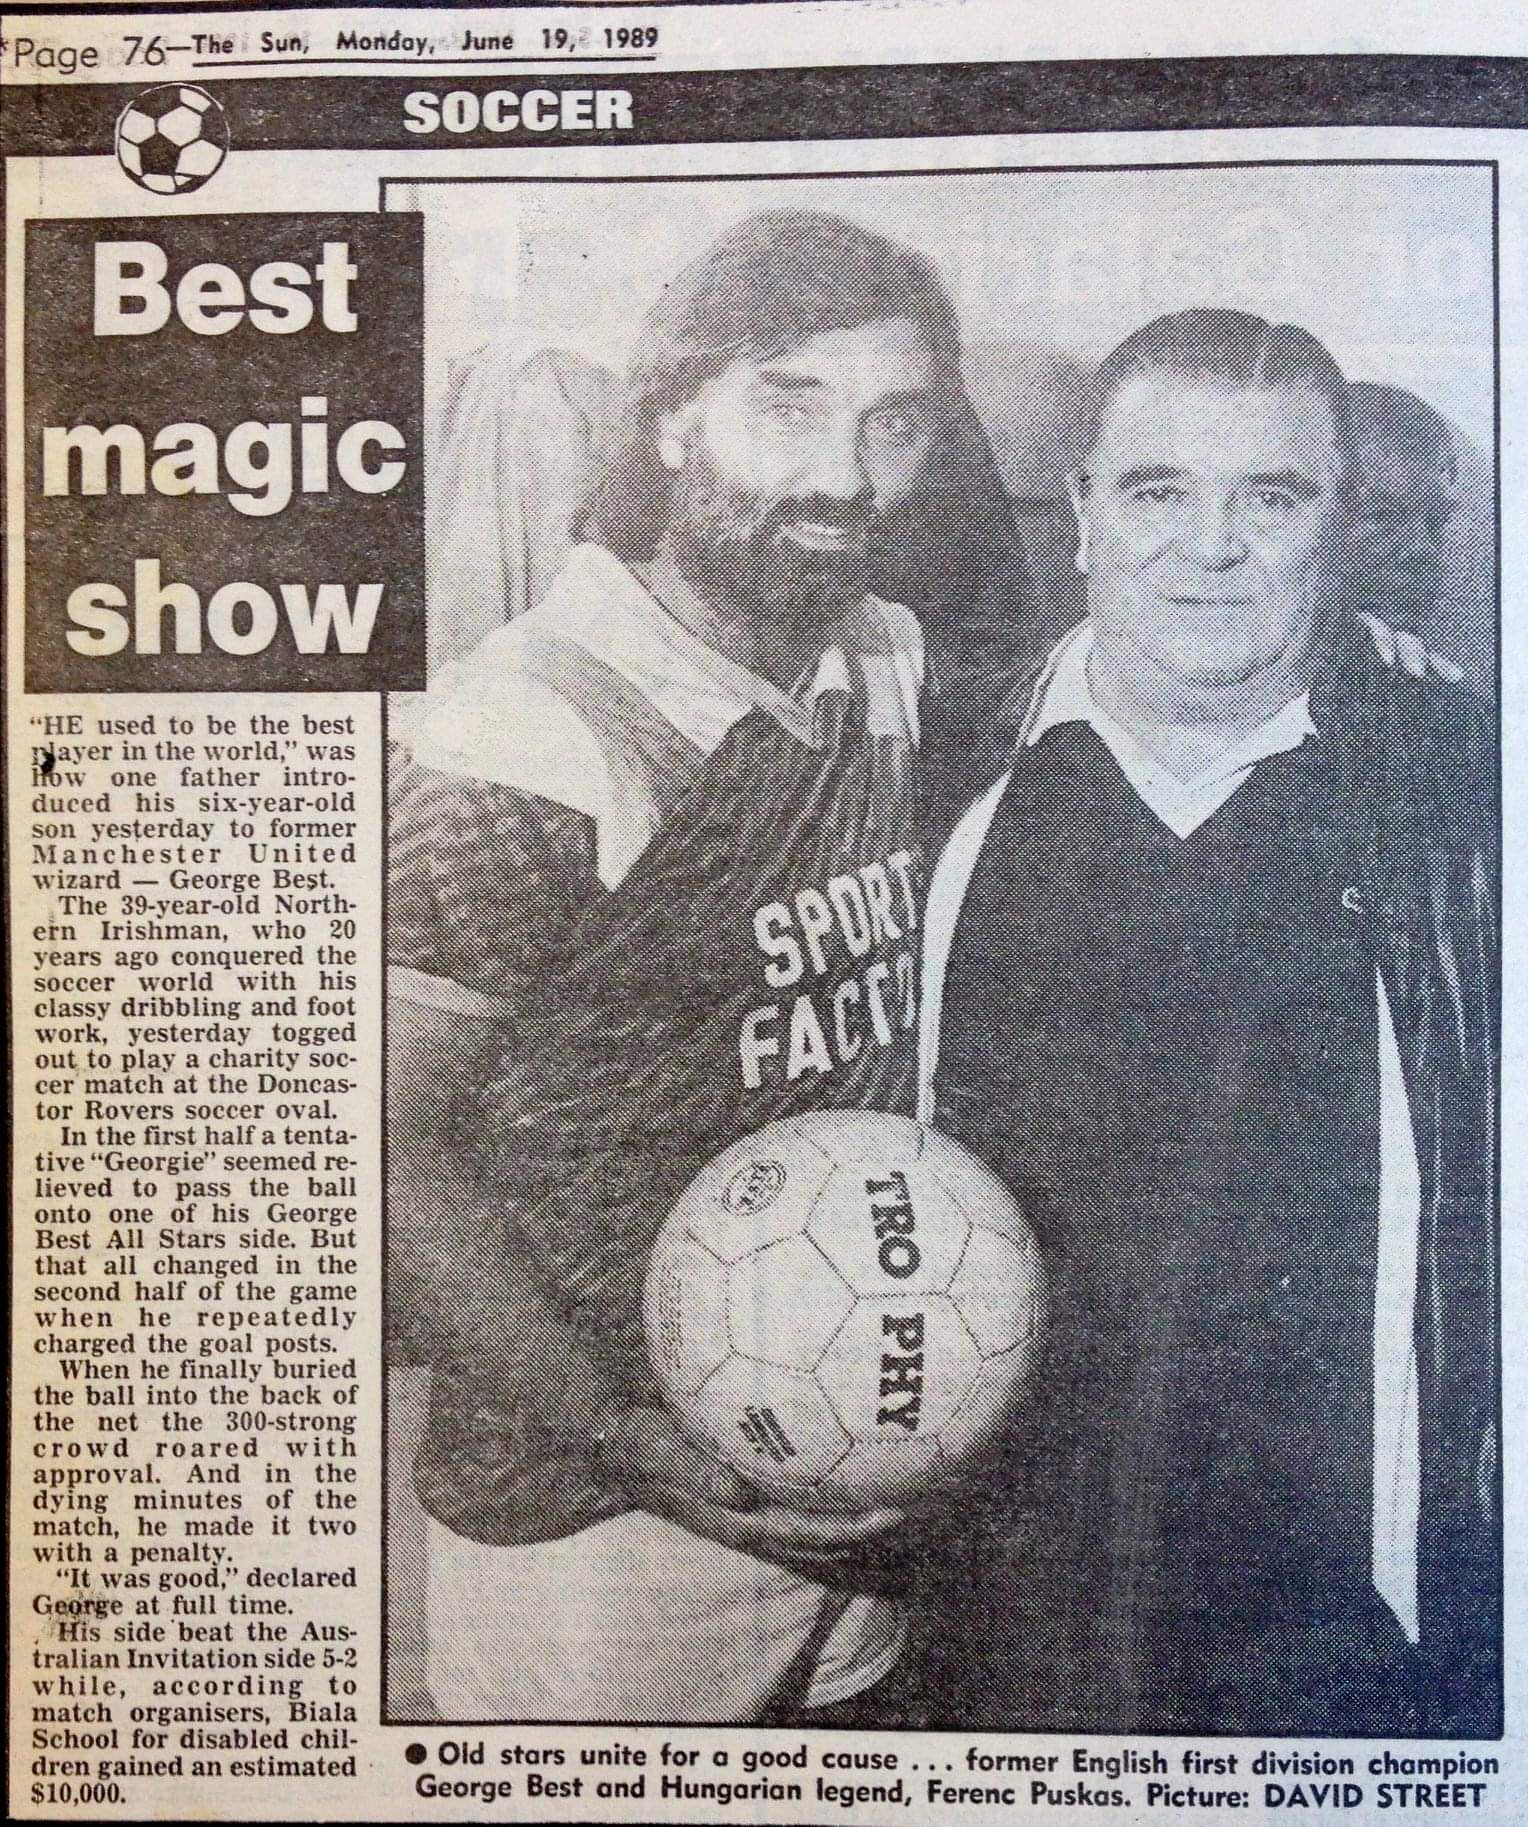 *Page 76—The Sun, Monday, June 19, 1989
SOCCER
Best
magic
show
“HE used to be the best
player in the world,” was
how one father intro-
duced his six-year-old
son yesterday to former
Manchester United
wizard — George Best.
The 39-year-old North-
ern Irishman, who 20
years ago conquered the
soccer world with his
classy dribbling and foot
work, yesterday togged
out to play a charity soc-
cer match at the Doncas-
tor Rovers soccer oval.
In the first half a tenta-
tive “Georgie” seemed re-
lieved to pass the ball
onto one of his George
Best All Stars side. But
that all changed in the
second half of the game
when he repeatedly
charged the goal posts.
When he finally buried
the ball into the back of
the net the 300-strong
crowd roared with
approval. And in the
dying minutes of the
match, he made it two
with a penalty.
“It was good,” declared
George at full time.
His side beat the Aus-
tralian Invitation side 5-2
while, according to
match organisers, Biala
School for disabled chil-
dren gained an estimated
$10,000.
SPORT
FACTO
TRO PHY
● Old stars unite for a good cause . . . former English first division champion
George Best and Hungarian legend, Ferenc Puskas. Picture: DAVID STREET